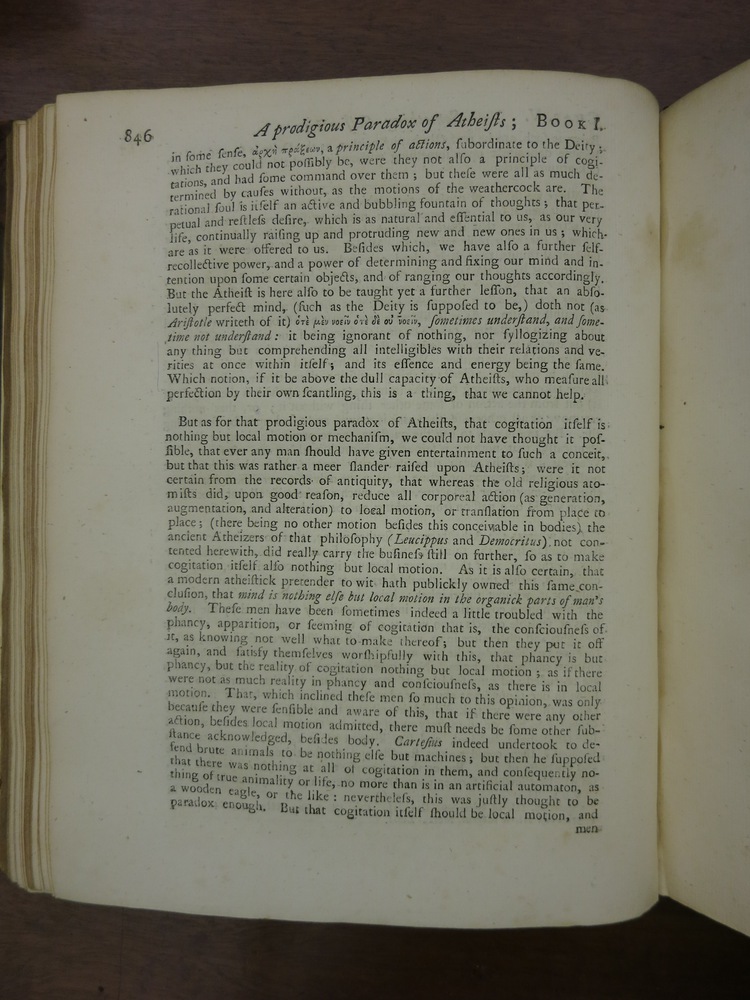 846 A prodigious Paradox of Atheiſts; BOOK I.
in ſome ſenſe, ἀρχὴ πράξεων, a principle of actions, ſubordinate to the Deity;
which they could not poſſibly be, were they not alſo a principle of cogi-
tations, and had ſome command over them; but theſe were all as much de-
termined by cauſes without, as the motions of the weathercock are. The
rational ſoul is itſelf an active and bubbling fountain of thoughts; that per-
petual and reſtleſs deſire, which is as natural and eſſential to us, as our very
life, continually raiſing up and protruding new and new ones in us; which
are as it were offered to us. Beſides which, we have alſo a further ſelf-
recollective power, and a power of determining and fixing our mind and in-
tention upon ſome certain objects, and of ranging our thoughts accordingly.
But the Atheiſt is here alſo to be taught yet a further leſſon, that an abſo-
lutely perfect mind, (ſuch as the Deity is ſuppoſed to be,) doth not (as
Ariſtotle writeth of it) ὁτὲ μὲν νοεῖν ὁτὲ δὲ οὐ νοεῖν, ſometimes underſtand, and ſome-
time not underſtand: it being ignorant of nothing, nor ſyllogizing about
any thing but comprehending all intelligibles with their relations and ve-
rities at once within itſelf; and its eſſence and energy being the ſame.
Which notion, if it be above the dull capacity of Atheiſts, who meaſure all
perfection by their own ſcantling, this is a thing, that we cannot help.
But as for that prodigious paradox of Atheiſts, that cogitation itſelf is
nothing but local motion or mechaniſm, we could not have thought it poſ-
ſible, that ever any man ſhould have given entertainment to ſuch a conceit,
but that this was rather a meer ſlander raiſed upon Atheiſts; were it not
certain from the records of antiquity, that whereas the old religious ato-
miſts did, upon good reaſon, reduce all corporeal action (as generation,
augmentation, and alteration) to local motion, or tranſlation from place to
place; (there being no other motion beſides this conceivable in bodies) the
ancient Atheizers of that philoſophy (Leucippus and Democritus) not con-
tented herewith, did really carry the buſineſs ſtill on further, ſo as to make
cogitation itſelf alſo nothing but local motion. As it is alſo certain, that
a modern atheiſtick pretender to wit hath publickly owned this ſame con-
cluſion, that mind is nothing elſe but local motion in the organick parts of man's
body. Theſe men have been ſometimes indeed a little troubled with the
phancy, apparition, or ſeeming of cogitation that is, the conſciouſneſs of
it, as knowing not well what to make thereof; but then they put it off
again, and ſatisfy themſelves worſhipfully with this, that phancy is but
phancy, but the reality of cogitation nothing but local motion; as if there
were not as much reality in phancy and conſciouſneſs, as there is in local
motion. That, which inclined theſe men ſo much to this opinion, was only
becauſe they were ſenſible and aware of this, that if there were any other
action, beſides local motion admitted, there muſt needs be ſome other ſub-
ſtance acknowledged, beſides body. Carteſius indeed undertook to de-
fend brute animals to be nothing elſe but machines; but then he ſuppoſed
that there was nothing at all of cogitation in them, and conſequently no-
thing of true animality or life, no more than is in an artificial automaton, as
a wooden eagle, or the like: nevertheleſs, this was juſtly thought to be
paradox enough. But that cogitation itſelf ſhould be local motion, and
men